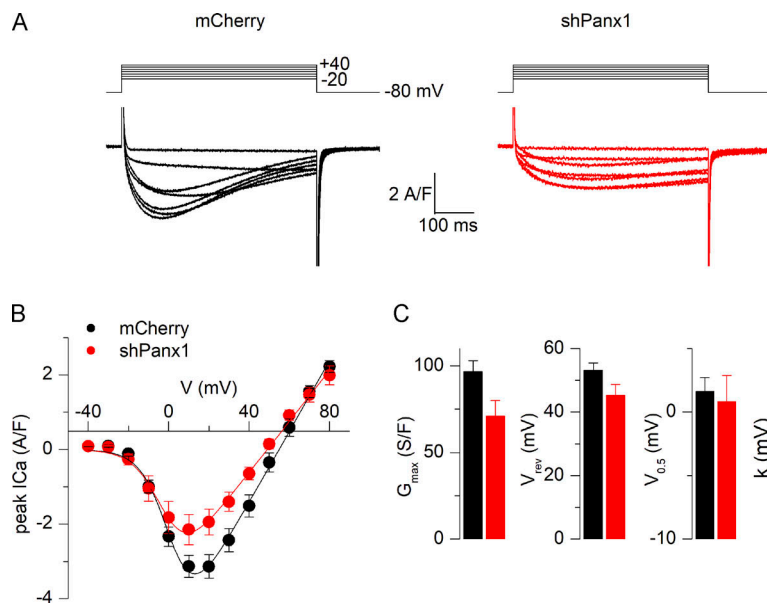 A
mCherry
shPanx1
+40
-20
-80 mV
2 A/F
100 ms
B
mCherry
shPanx1
V (mV)
-40 0 40 80
2
0
-2
-4
peak ICa (A/F)
C
100
50
0
Gmax (S/F)
60
40
20
0
Vrev (mV)
0
-10
V0.5 (mV)
k (mV)